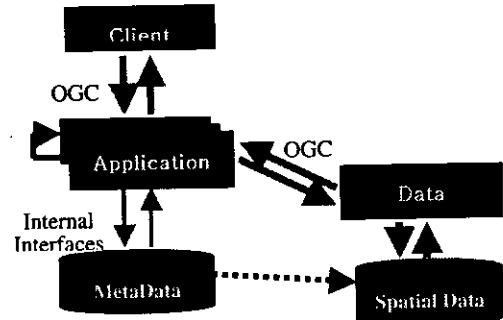 Client
OGC
Application
OGC
Data
Internal
Interfaces
MetaData
Spatial Data